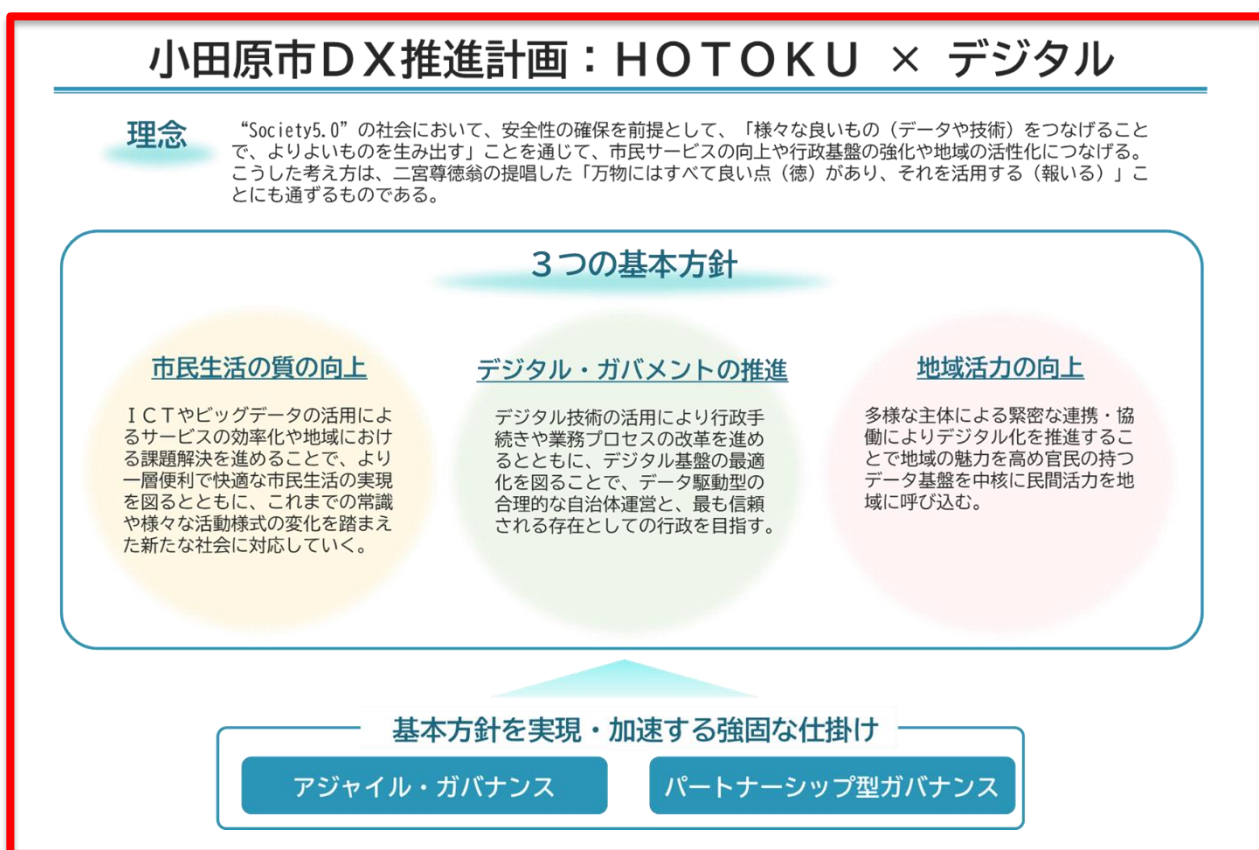 小田原市ＤＸ推進計画：ＨＯＴＯＫＵ × デジタル
理念
“Society5.0”の社会において、安全性の確保を前提として、「様々な良いもの（データや技術）をつなげること
で、よりよいものを生み出す」ことを通じて、市民サービスの向上や行政基盤の強化や地域の活性化につなげる。
こうした考え方は、二宮尊徳翁の提唱した「万物にはすべて良い点（徳）があり、それを活用する（報いる）」こ
とにも通ずるものである。
３つの基本方針
市民生活の質の向上
ＩＣＴやビッグデータの活用によ
るサービスの効率化や地域におけ
る課題解決を進めることで、より
一層便利で快適な市民生活の実現
を図るとともに、これまでの常識
や様々な活動様式の変化を踏まえ
た新たな社会に対応していく。
デジタル・ガバメントの推進
デジタル技術の活用により行政手
続きや業務プロセスの改革を進め
るとともに、デジタル基盤の最適
化を図ることで、データ駆動型の
合理的な自治体運営と、最も信頼
される存在としての行政を目指す。
地域活力の向上
多様な主体による緊密な連携・協
働によりデジタル化を推進するこ
とで地域の魅力を高め官民の持つ
データ基盤を中核に民間活力を地
域に呼び込む。
基本方針を実現・加速する強固な仕掛け
アジャイル・ガバナンス
パートナーシップ型ガバナンス